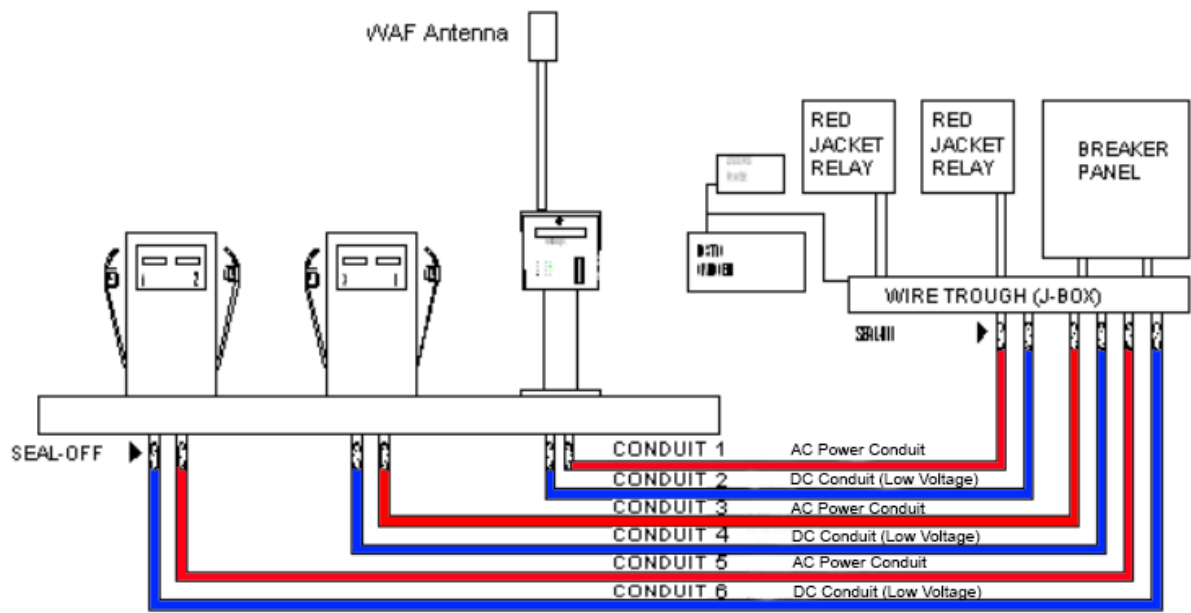 WAF Antenna
RED
JACKET
RELAY
RED
JACKET
RELAY
BREAKER
PANEL
1 2
3
WIRE TROUGH (J-BOX)
SEAL-OFF
CONDUIT 1 AC Power Conduit
CONDUIT 2 DC Conduit (Low Voltage)
CONDUIT 3 AC Power Conduit
CONDUIT 4 DC Conduit (Low Voltage)
CONDUIT 5 AC Power Conduit
CONDUIT 6 DC Conduit (Low Voltage)